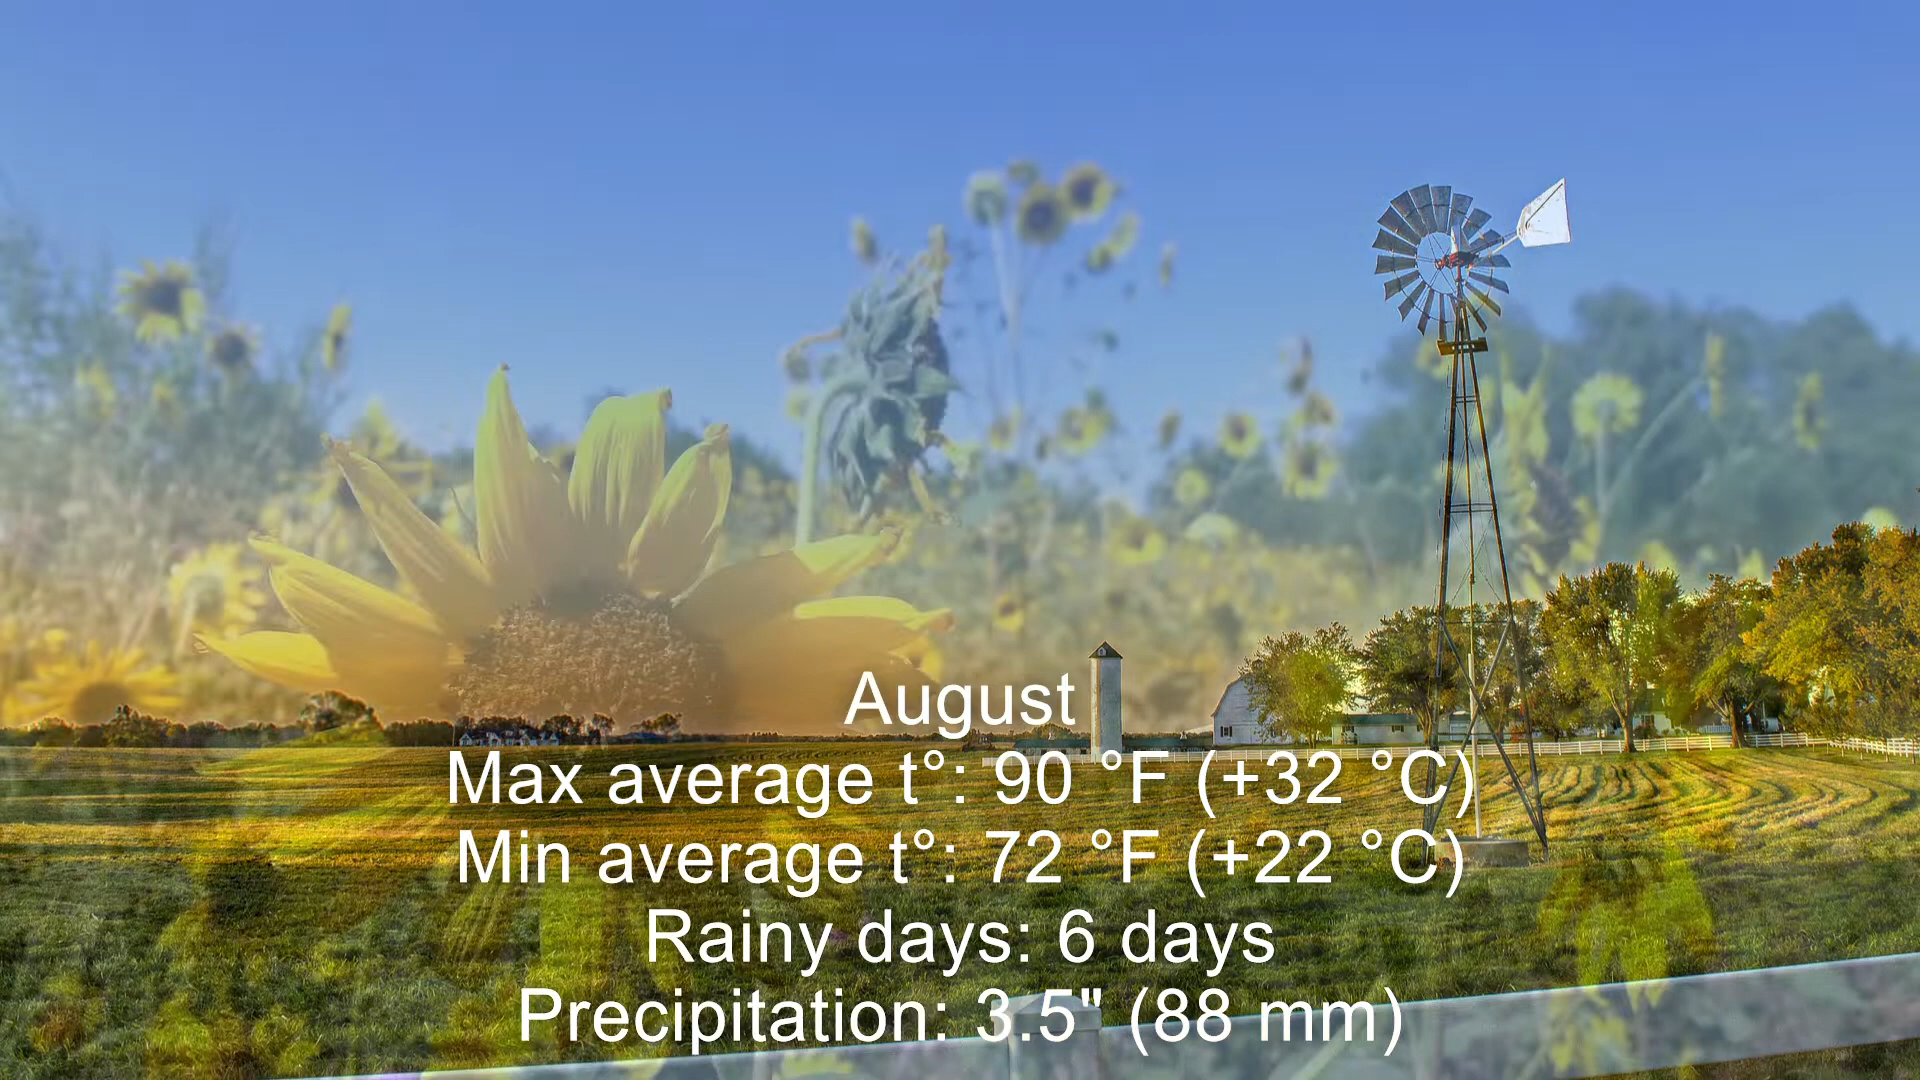 August
Max average t°: 90 °F (+32 °C)
Min average t°: 72 °F (+22 °C)
Rainy days: 6 days
Precipitation: 3.5" (88 mm)